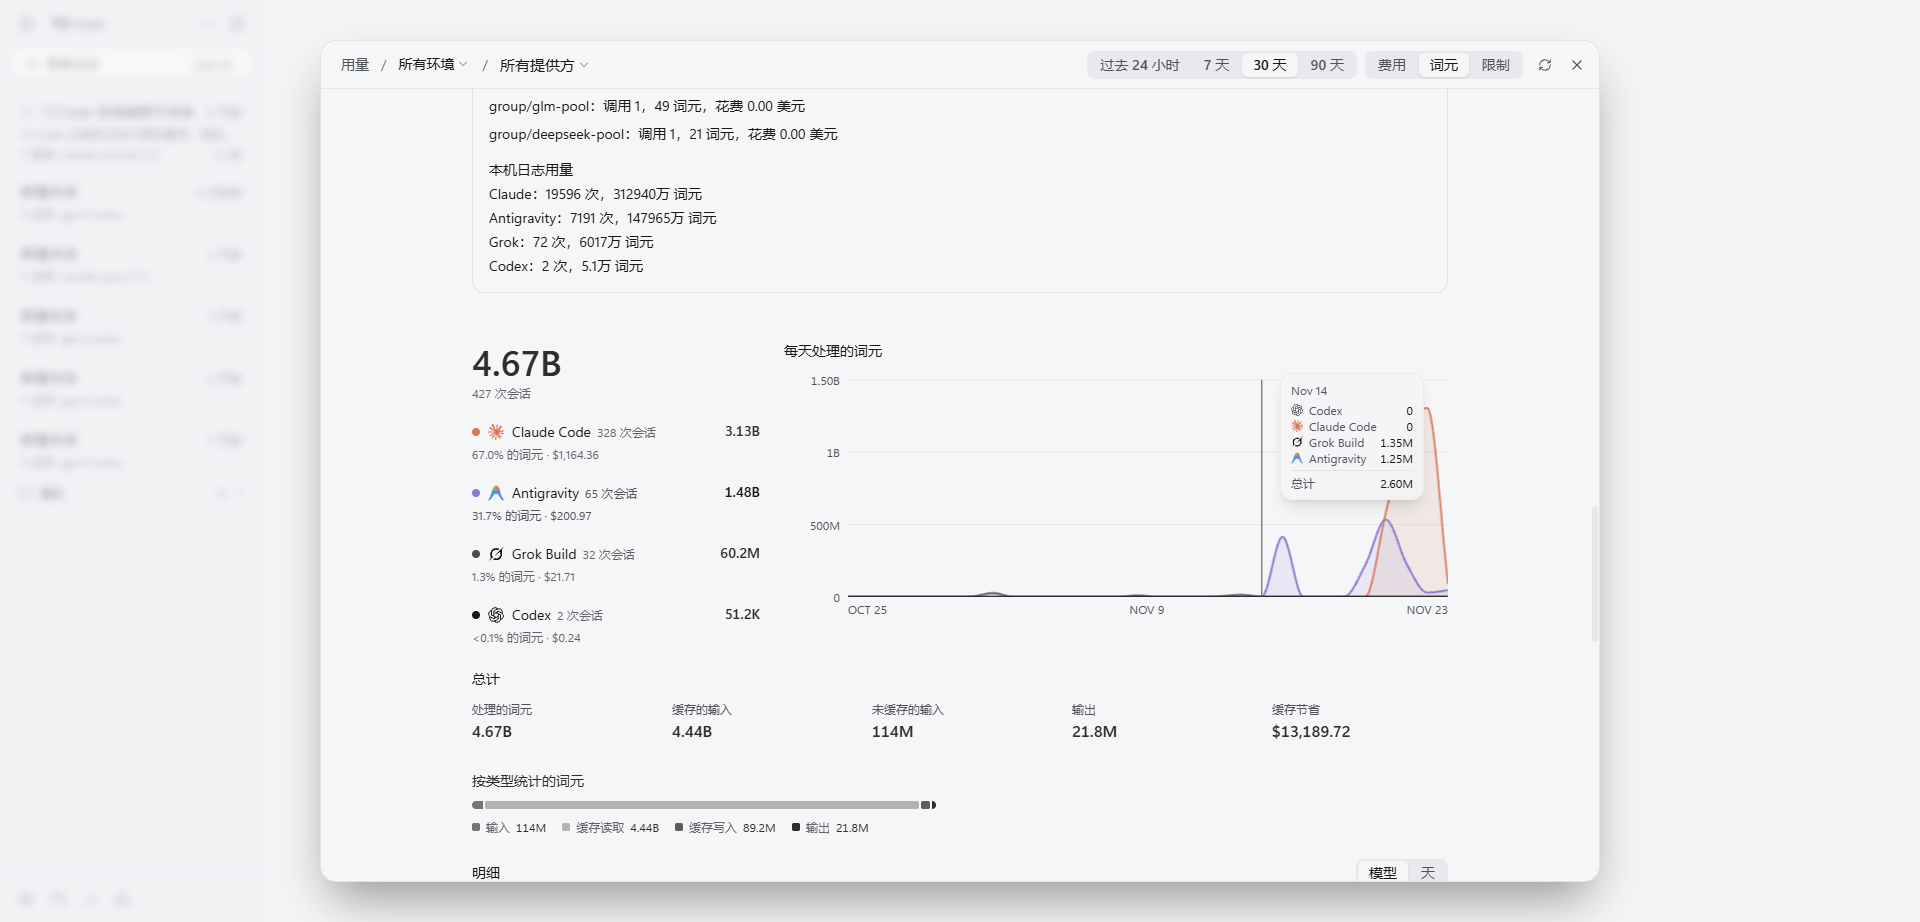 用量 / 所有环境 / 所有提供方
过去 24 小时 7 天 30 天 90 天 费用 词元 限制
group/glm-pool：调用 1，49 词元，花费 0.00 美元
group/deepseek-pool：调用 1，21 词元，花费 0.00 美元
本机日志用量
Claude：19596 次，312940万 词元
Antigravity：7191 次，147965万 词元
Grok：72 次，6017万 词元
Codex：2 次，5.1万 词元
4.67B
427 次会话
Claude Code 328 次会话 3.13B
67.0% 的词元 · $1,164.36
Antigravity 65 次会话 1.48B
31.7% 的词元 · $200.97
Grok Build 32 次会话 60.2M
1.3% 的词元 · $21.71
Codex 2 次会话 51.2K
<0.1% 的词元 · $0.24
每天处理的词元
1.50B
1B
500M
0
OCT 25 NOV 9 NOV 23
Nov 14
Codex 0
Claude Code 0
Grok Build 1.35M
Antigravity 1.25M
总计 2.60M
总计
处理的词元 缓存的输入 未缓存的输入 输出 缓存节省
4.67B 4.44B 114M 21.8M $13,189.72
按类型统计的词元
输入 114M 缓存读取 4.44B 缓存写入 89.2M 输出 21.8M
明细 模型 天